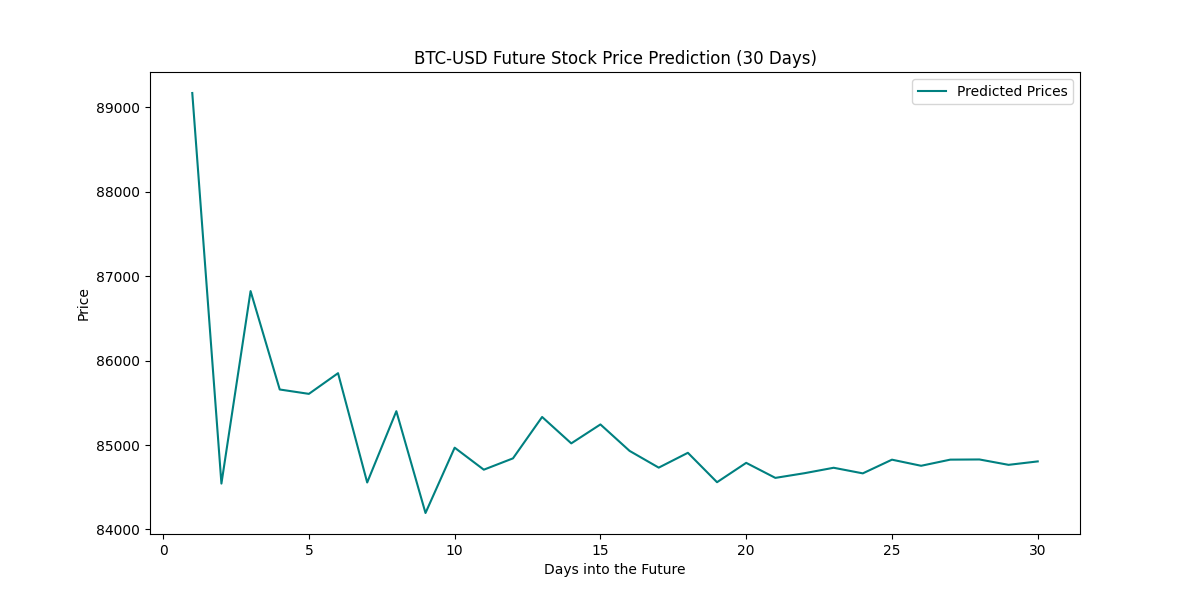 BTC-USD Future Stock Price Prediction (30 Days)
Predicted Prices
Price
89000
88000
87000
86000
85000
84000
0 5 10 15 20 25 30
Days into the Future